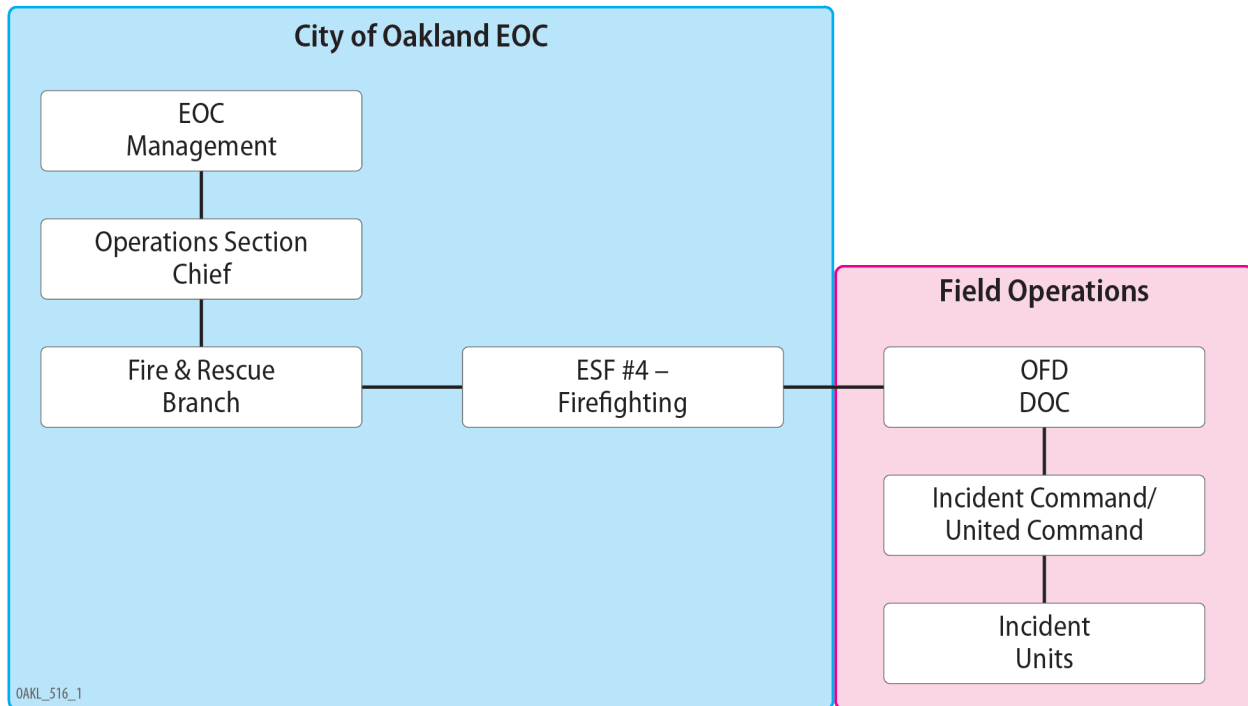 City of Oakland EOC
EOC
Management
Operations Section
Chief
Fire & Rescue
Branch
ESF #4 –
Firefighting
Field Operations
OFD
DOC
Incident Command/
United Command
Incident
Units
OAKL_516_1